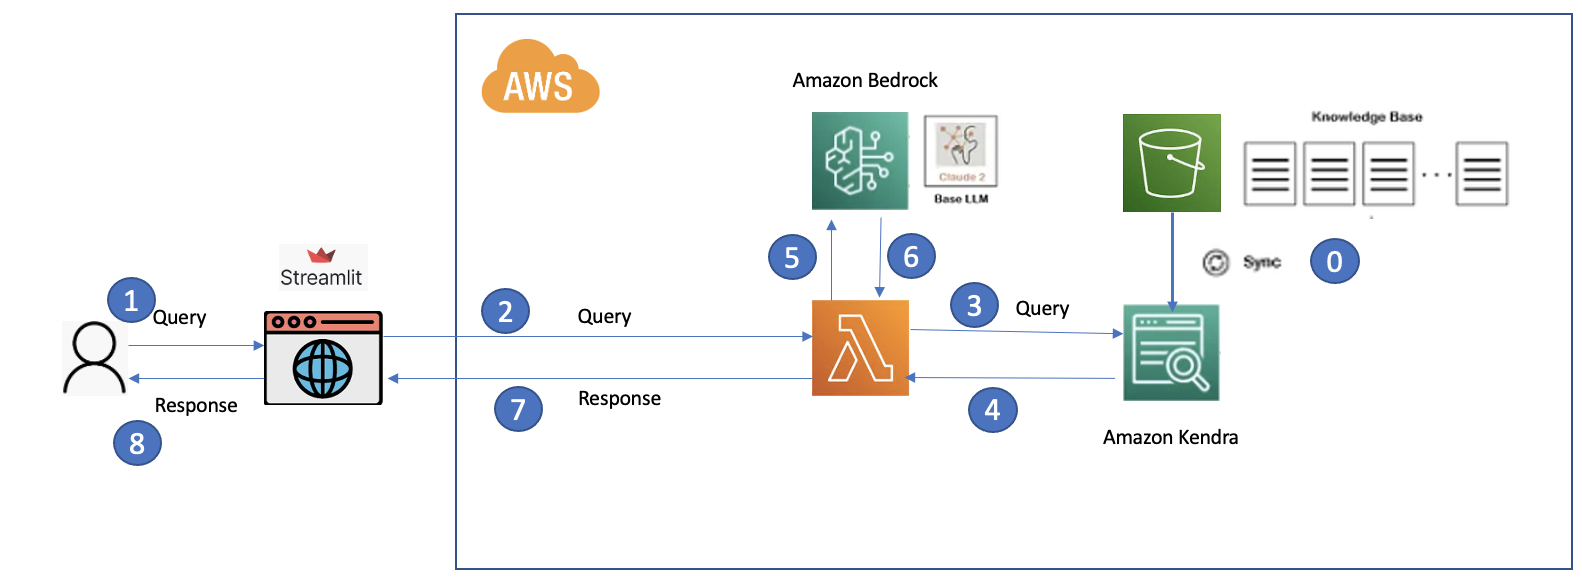 AWS
Amazon Bedrock
Knowledge Base
Claude 2
Base LLM
5
6
Sync
0
Streamlit
1
Query
2
Query
3
Query
Response
8
7
Response
4
Amazon Kendra